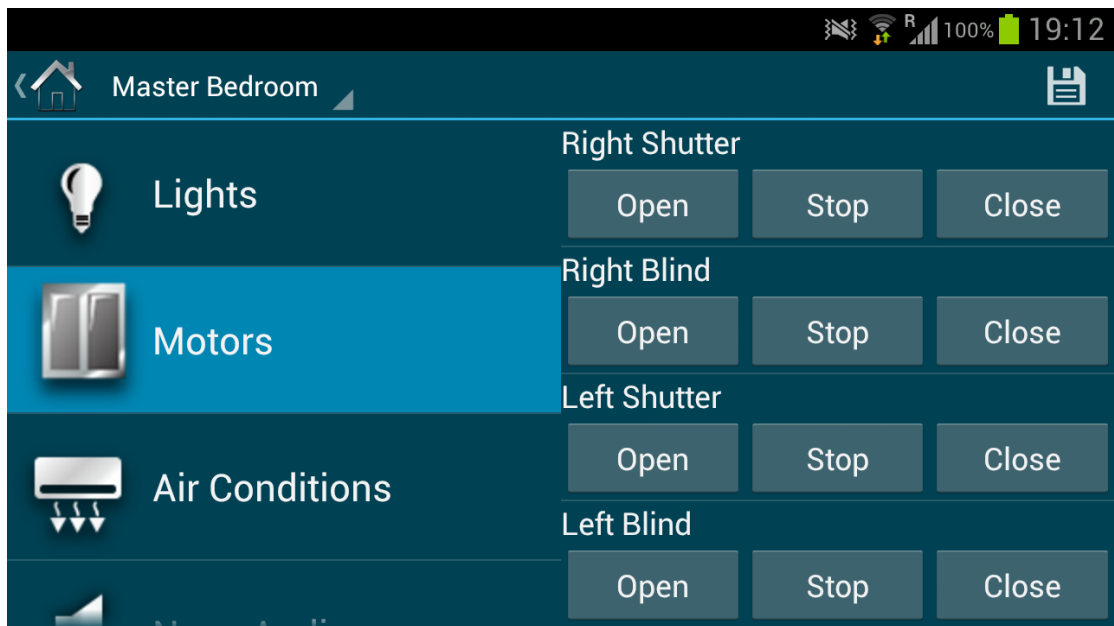 R 100% 19:12
Master Bedroom
Lights
Motors
Air Conditions
Right Shutter
Open Stop Close
Right Blind
Open Stop Close
Left Shutter
Open Stop Close
Left Blind
Open Stop Close